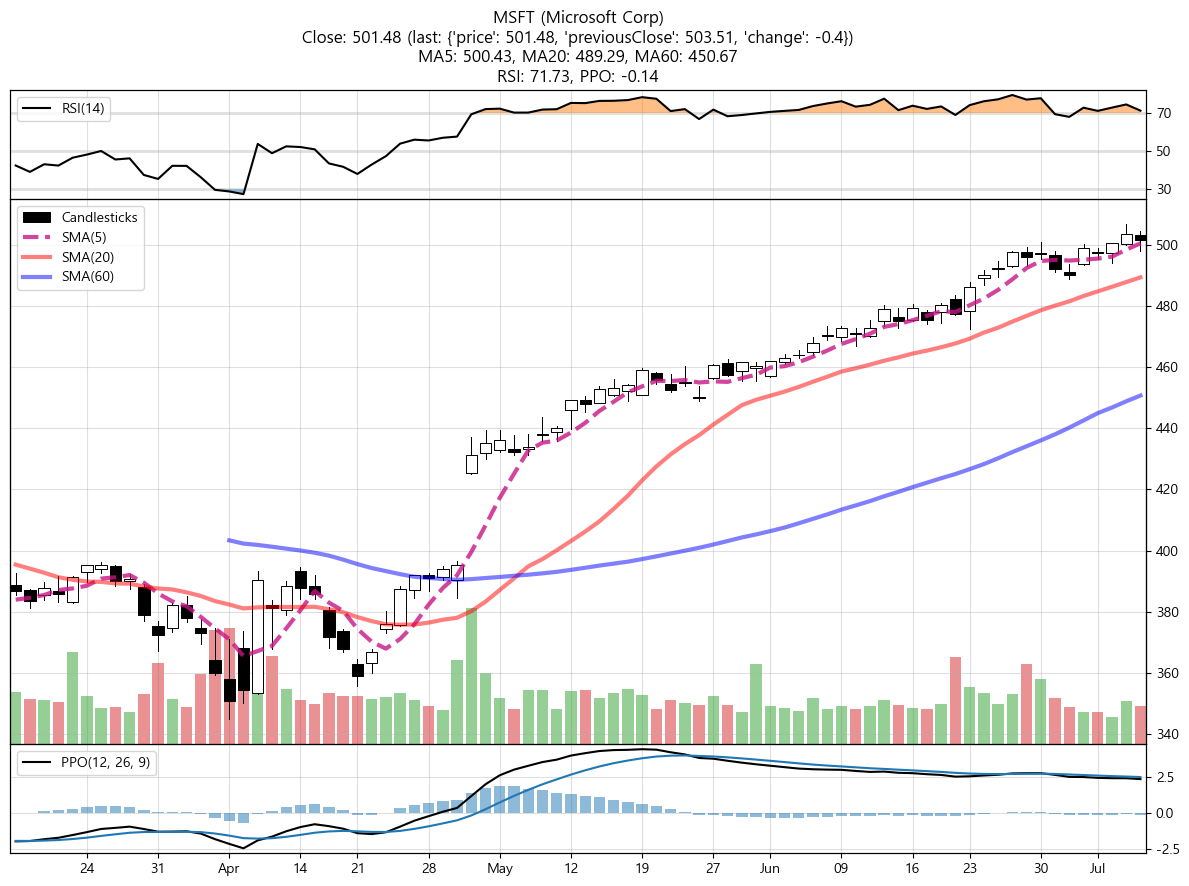 MSFT (Microsoft Corp)
Close: 501.48 (last: {'price': 501.48, 'previousClose': 503.51, 'change': -0.4})
MA5: 500.43, MA20: 489.29, MA60: 450.67
RSI: 71.73, PPO: -0.14
RSI(14)
70
50
30
Candlesticks
SMA(5)
SMA(20)
SMA(60)
500
480
460
440
420
400
380
360
340
PPO(12, 26, 9)
2.5
0.0
−2.5
24 31 Apr 14 21 28 May 12 19 27 Jun 09 16 23 30 Jul